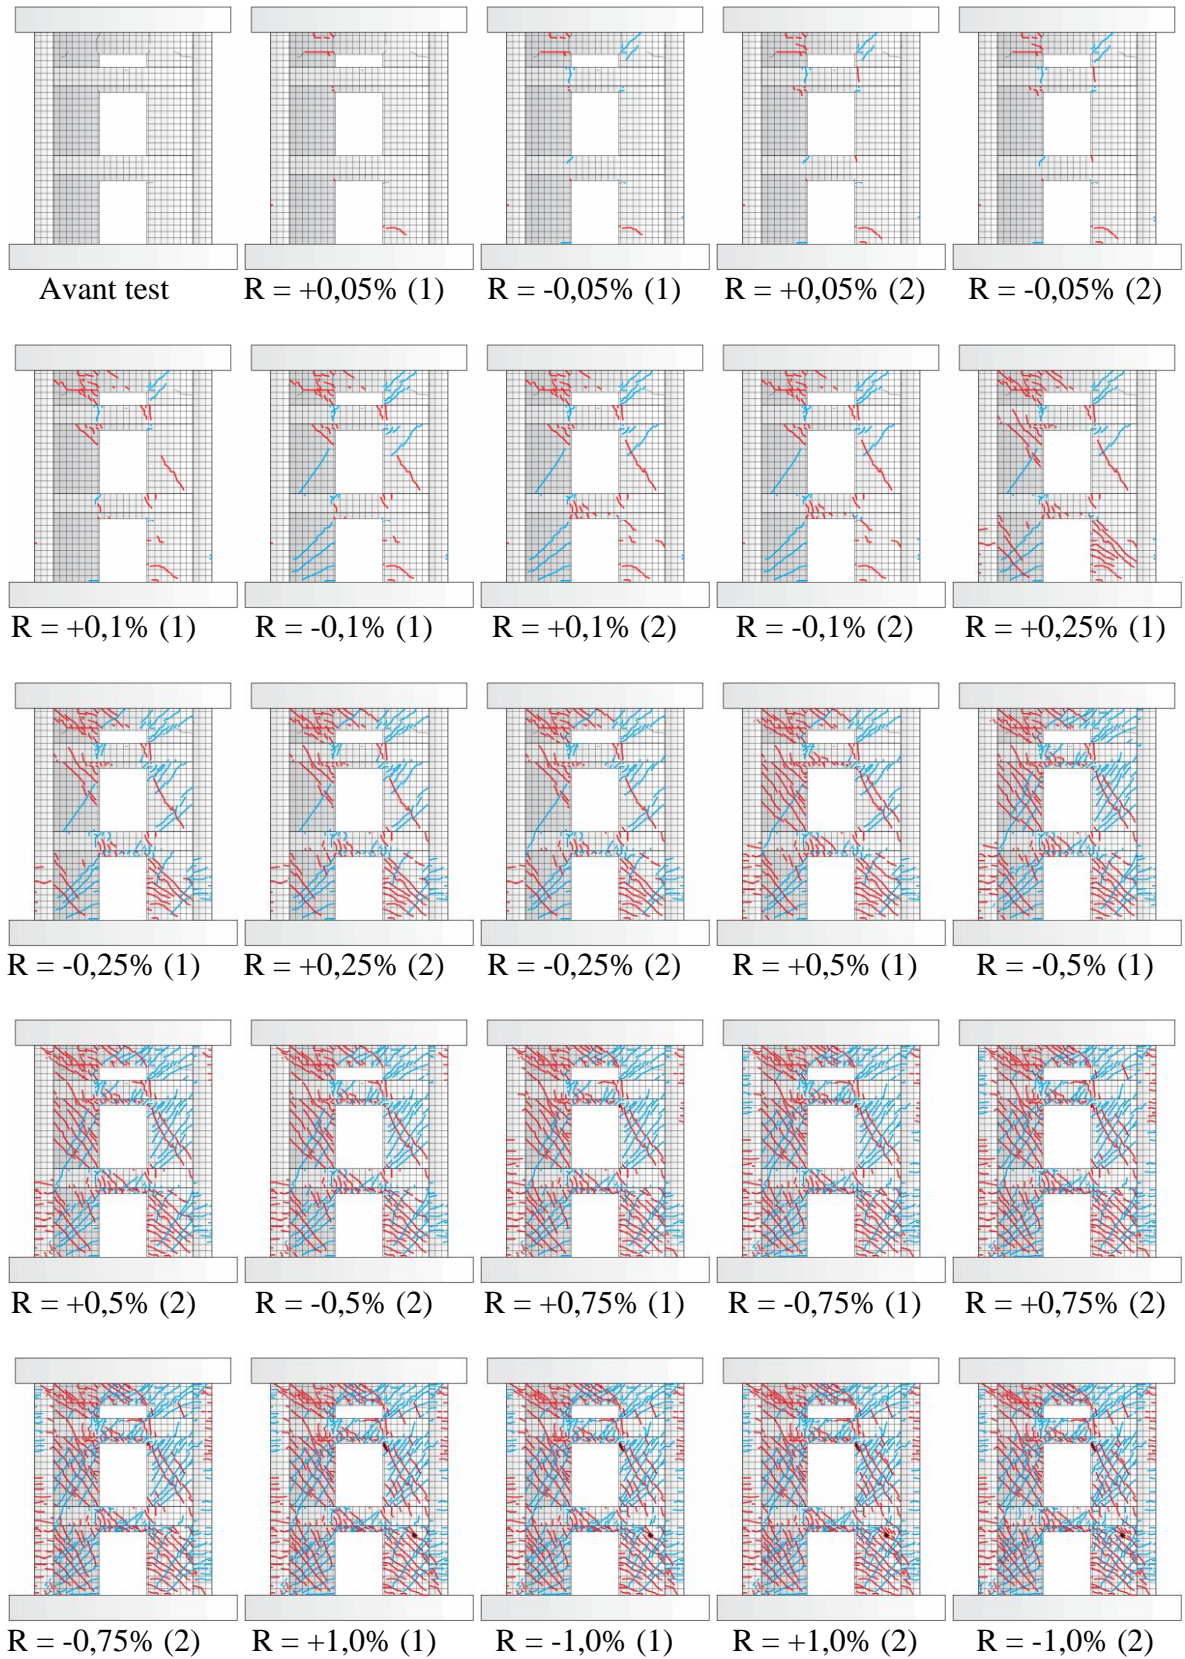 Avant test R = +0,05% (1) R = -0,05% (1) R = +0,05% (2) R = -0,05% (2)
R = +0,1% (1) R = -0,1% (1) R = +0,1% (2) R = -0,1% (2) R = +0,25% (1)
R = -0,25% (1) R = +0,25% (2) R = -0,25% (2) R = +0,5% (1) R = -0,5% (1)
R = +0,5% (2) R = -0,5% (2) R = +0,75% (1) R = -0,75% (1) R = +0,75% (2)
R = -0,75% (2) R = +1,0% (1) R = -1,0% (1) R = +1,0% (2) R = -1,0% (2)